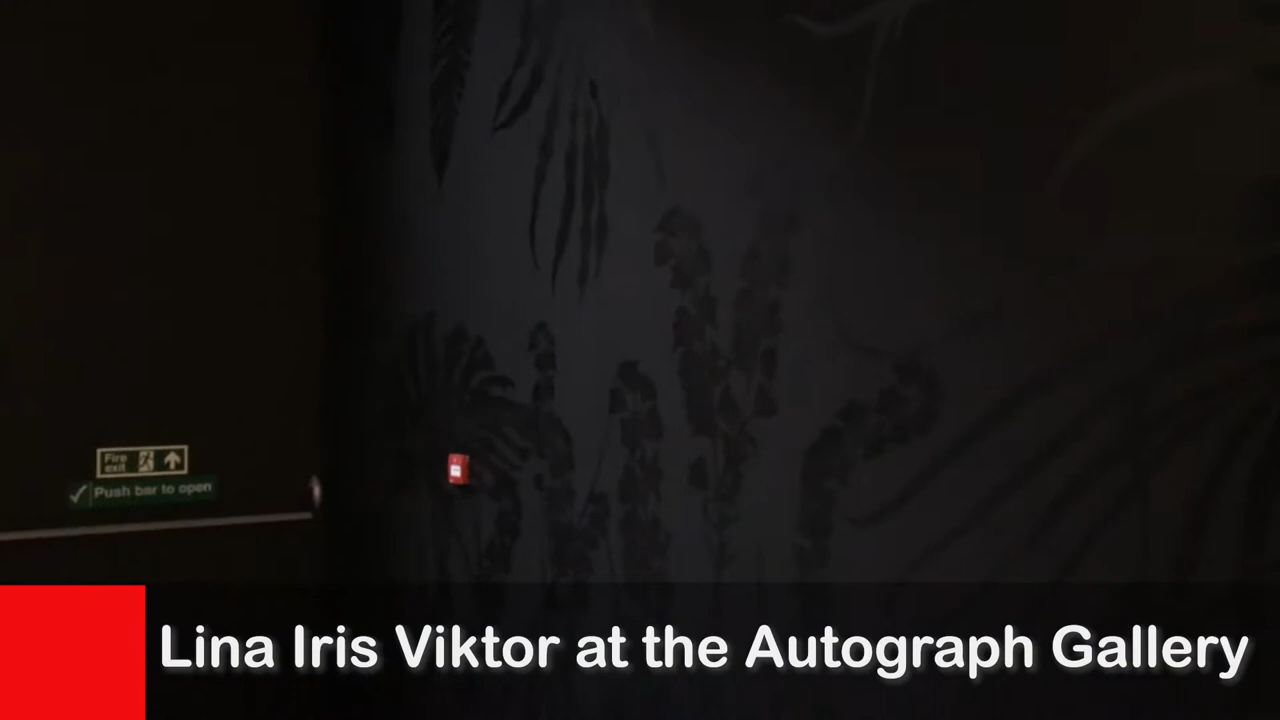 Fire
exit
Push bar to open
Lina Iris Viktor at the Autograph Gallery